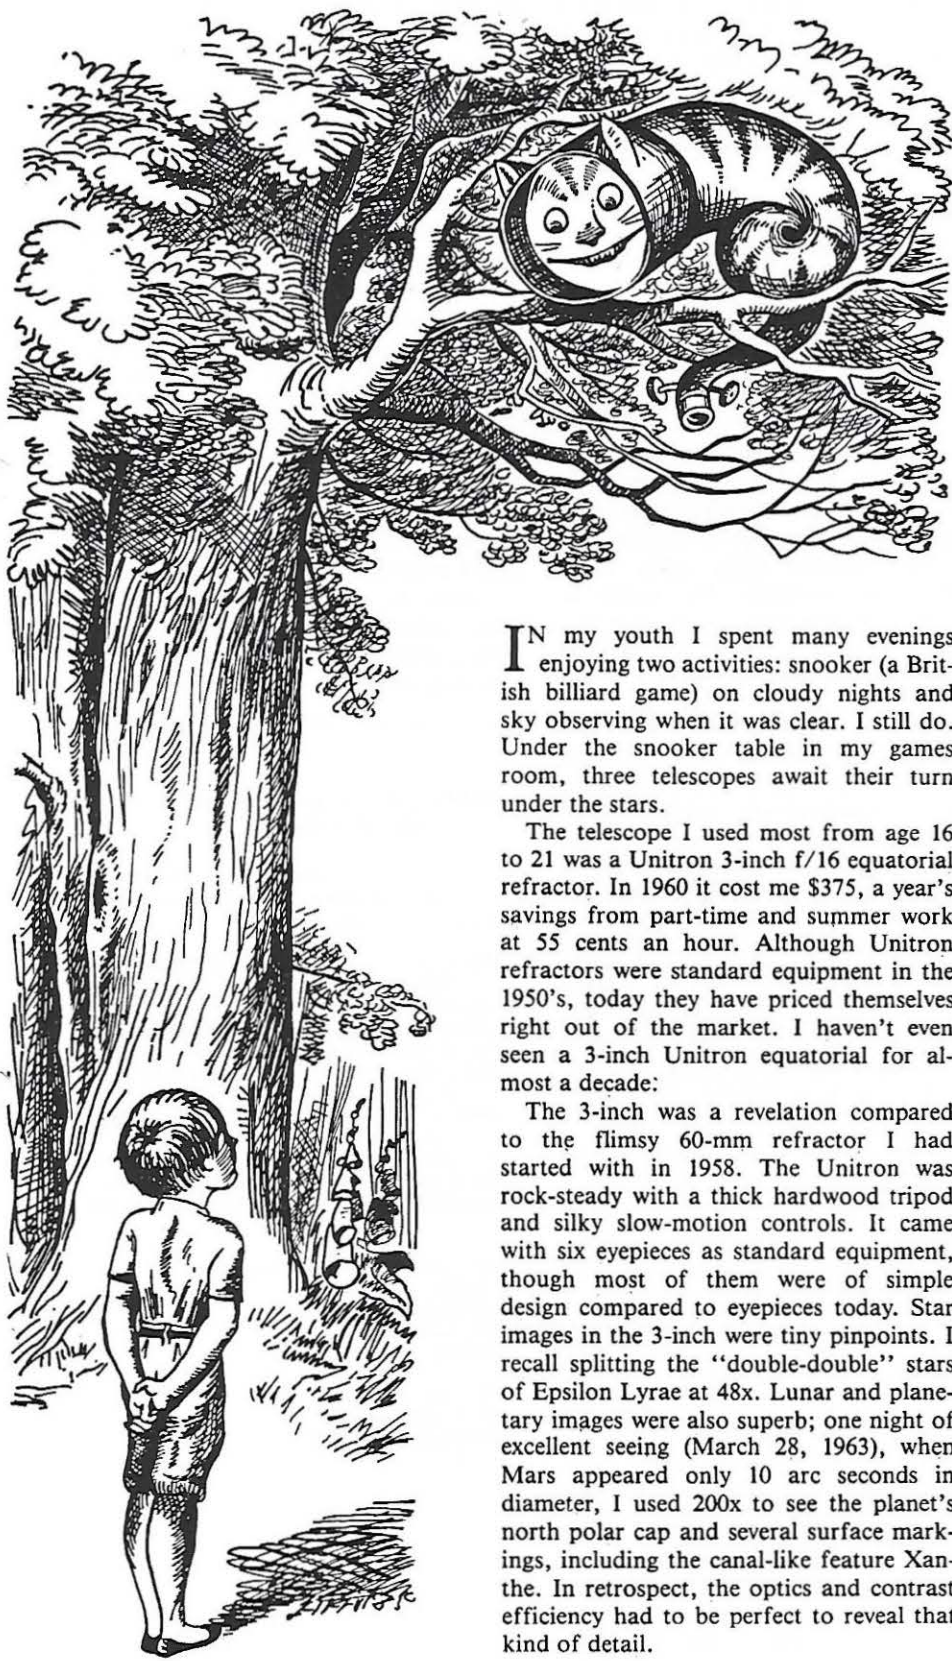 IN my youth I spent many evenings
enjoying two activities: snooker (a Brit-
ish billiard game) on cloudy nights and
sky observing when it was clear. I still do.
Under the snooker table in my games
room, three telescopes await their turn
under the stars.
The telescope I used most from age 16
to 21 was a Unitron 3-inch f/16 equatorial
refractor. In 1960 it cost me $375, a year's
savings from part-time and summer work
at 55 cents an hour. Although Unitron
refractors were standard equipment in the
1950's, today they have priced themselves
right out of the market. I haven't even
seen a 3-inch Unitron equatorial for al-
most a decade:
The 3-inch was a revelation compared
to the flimsy 60-mm refractor I had
started with in 1958. The Unitron was
rock-steady with a thick hardwood tripod
and silky slow-motion controls. It came
with six eyepieces as standard equipment,
though most of them were of simple
design compared to eyepieces today. Star
images in the 3-inch were tiny pinpoints. I
recall splitting the “double-double” stars
of Epsilon Lyrae at 48x. Lunar and plane-
tary images were also superb; one night of
excellent seeing (March 28, 1963), when
Mars appeared only 10 arc seconds in
diameter, I used 200x to see the planet's
north polar cap and several surface mark-
ings, including the canal-like feature Xan-
the. In retrospect, the optics and contrast
efficiency had to be perfect to reveal that
kind of detail.